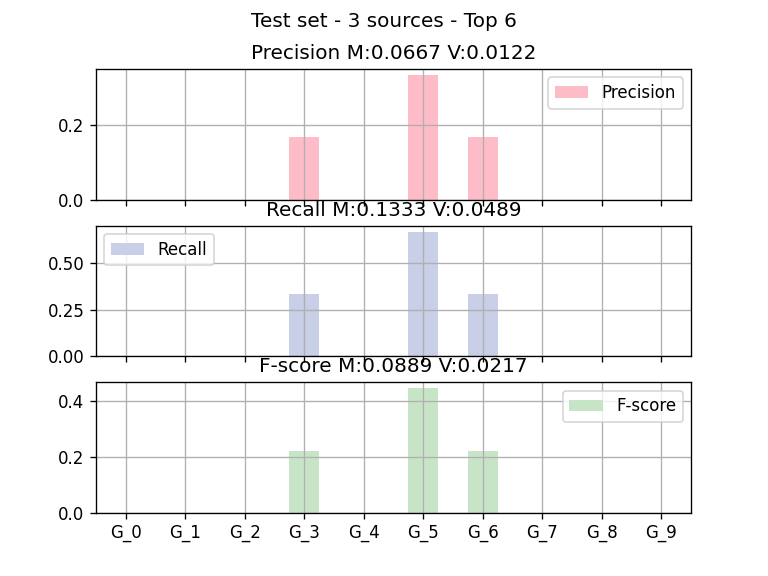 Test set - 3 sources - Top 6
Precision M:0.0667 V:0.0122
Precision
0.2
0.0
Recall M:0.1333 V:0.0489
Recall
0.50
0.25
0.00
F-score M:0.0889 V:0.0217
F-score
0.4
0.2
0.0
G_0 G_1 G_2 G_3 G_4 G_5 G_6 G_7 G_8 G_9